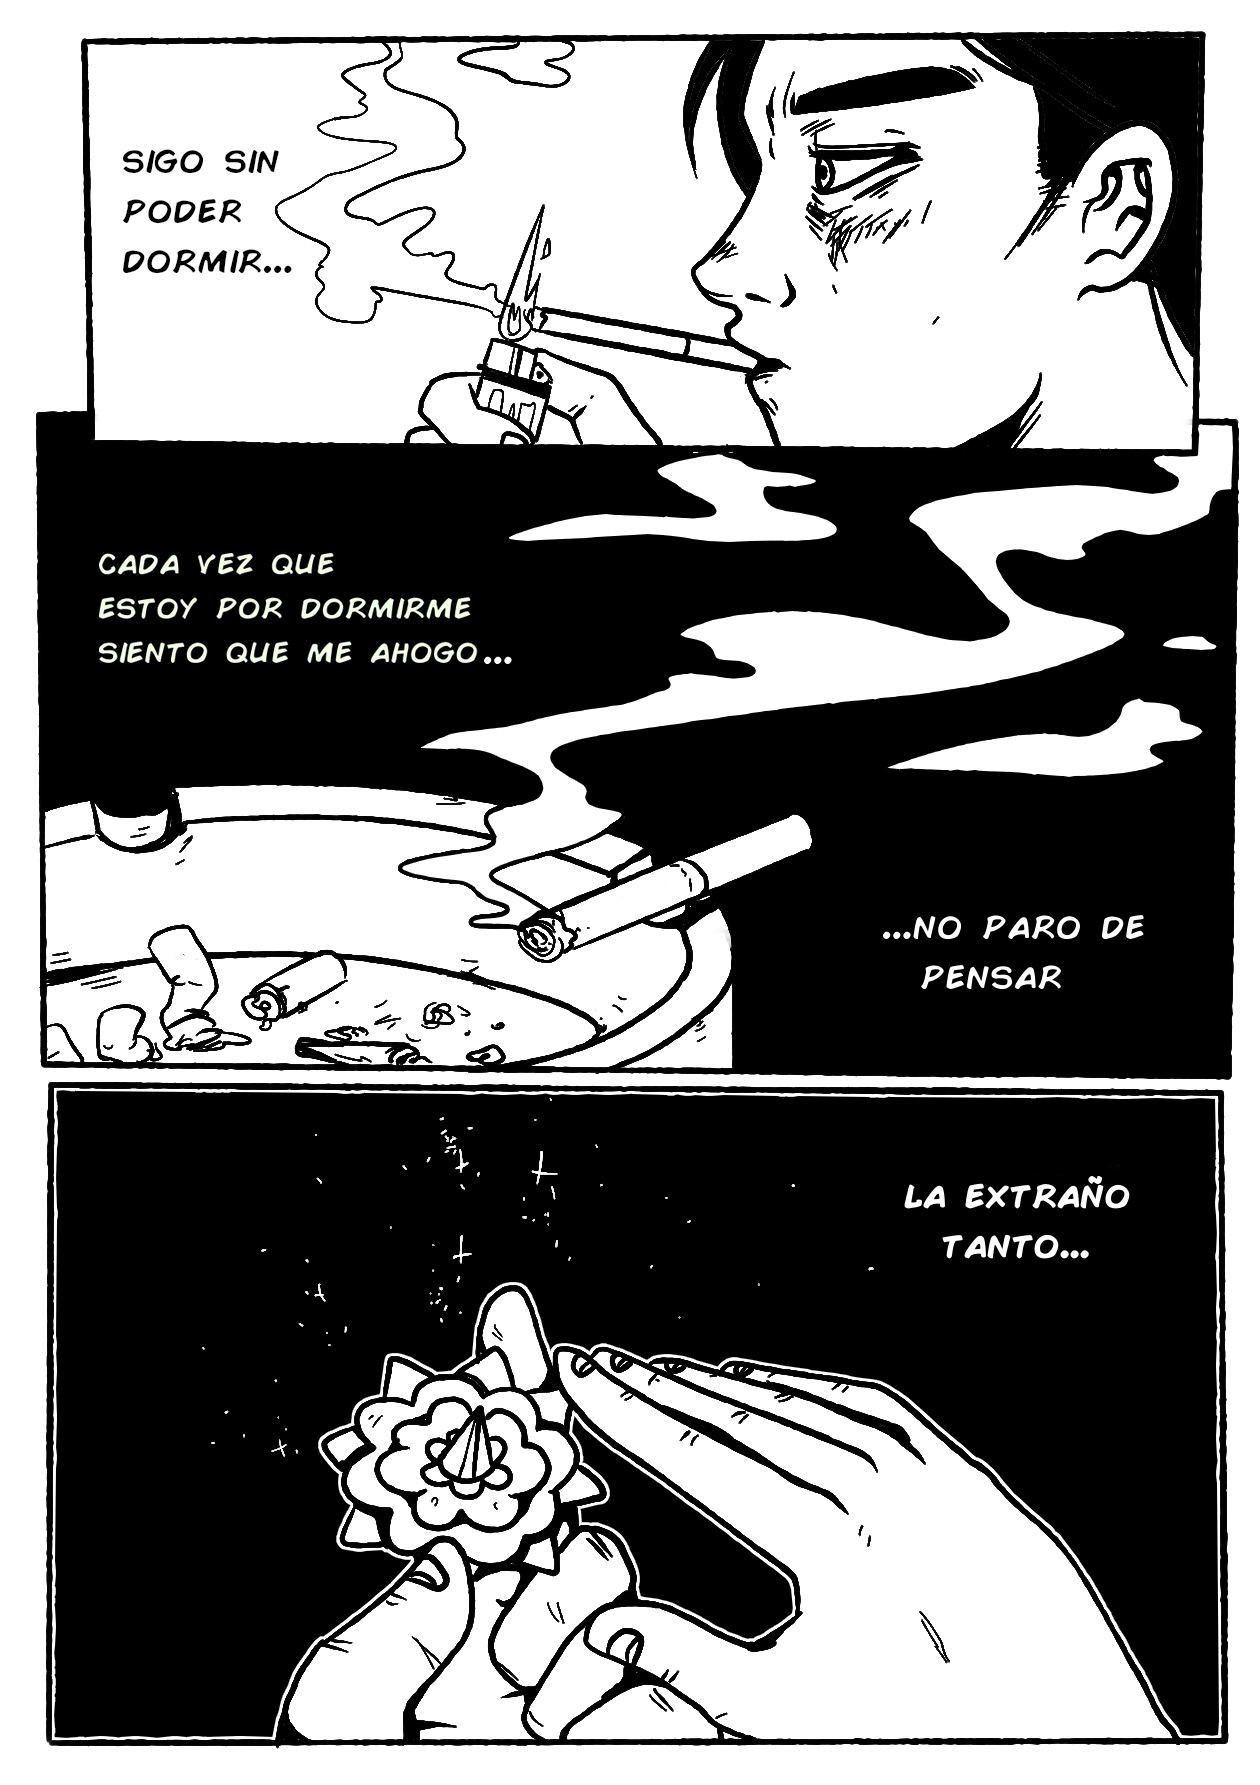 SIGO SIN
PODER
DORMIR...
CADA VEZ QUE
ESTOY POR DORMIRME
SIENTO QUE ME AHOGO...
...NO PARO DE
PENSAR
LA EXTRAÑO
TANTO...